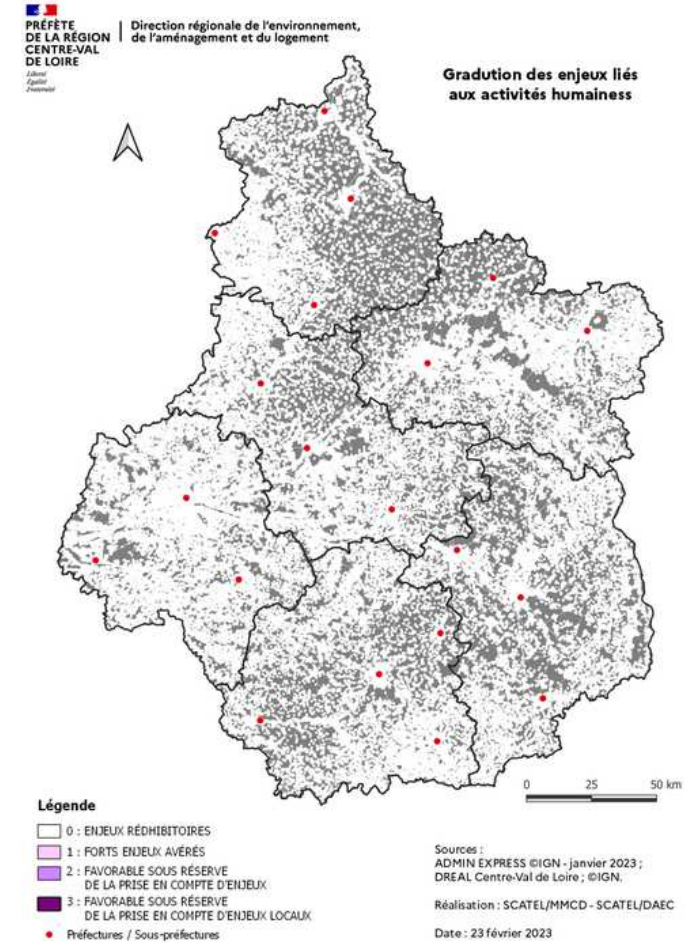 PRÉFÈTE
DE LA RÉGION
CENTRE-VAL
DE LOIRE
Liberté
Égalité
Fraternité
Direction régionale de l'environnement,
de l'aménagement et du logement
Gradution des enjeux liés
aux activités humainess
0 25 50 km
Légende
0 : ENJEUX RÉDHIBITOIRES
1 : FORTS ENJEUX AVÉRÉS
2 : FAVORABLE SOUS RÉSERVE
DE LA PRISE EN COMPTE D'ENJEUX
3 : FAVORABLE SOUS RÉSERVE
DE LA PRISE EN COMPTE D'ENJEUX LOCAUX
Préfectures / Sous-préfectures
Sources :
ADMIN EXPRESS ©IGN - janvier 2023 ;
DREAL Centre-Val de Loire ; ©IGN.
Réalisation : SCATEL/MMCD - SCATEL/DAEC
Date : 23 février 2023